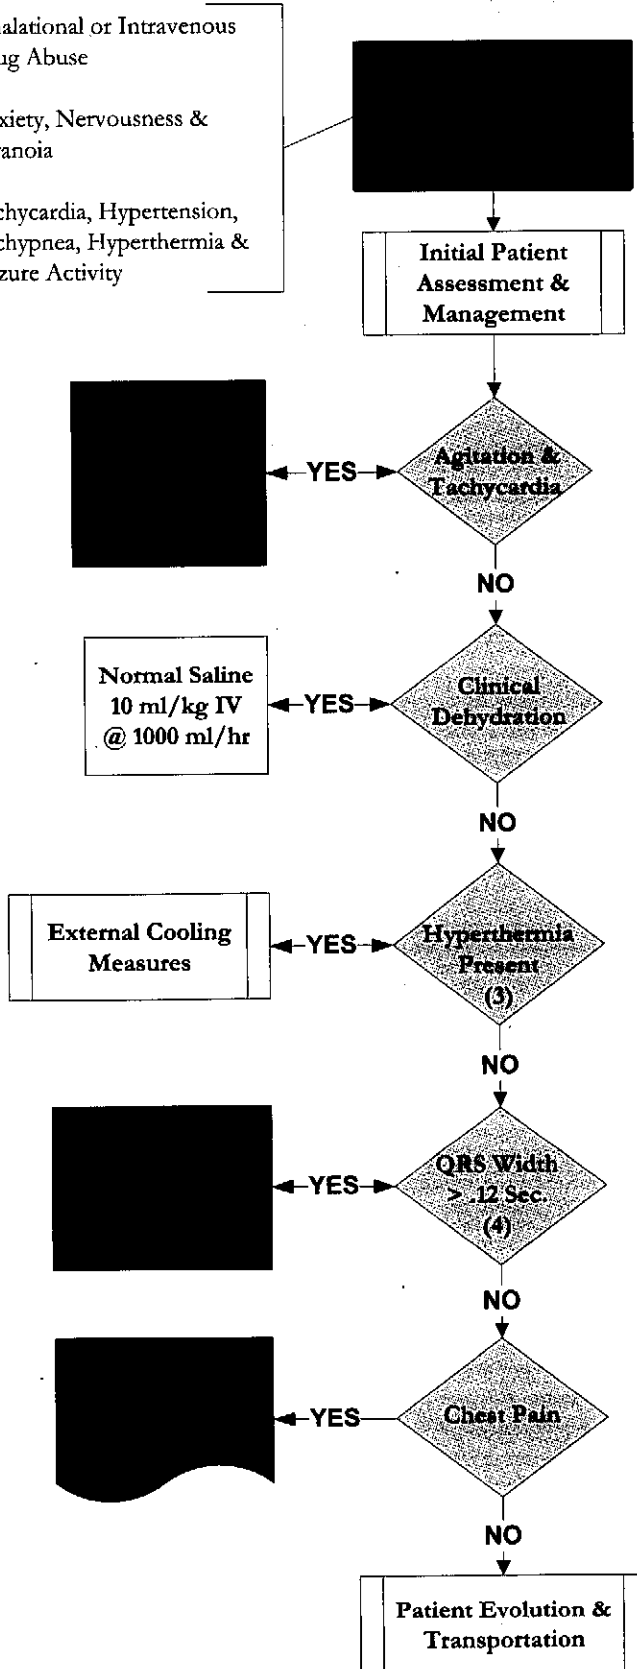 alational or Intravenous
ug Abuse
xiety, Nervousness &
ranoia
chycardia, Hypertension,
chypnea, Hyperthermia &
zure Activity
Initial Patient
Assessment &
Management
Agitation &
Tachycardia
YES
NO
Normal Saline
10 ml/kg IV
@ 1000 ml/hr
YES
Clinical
Dehydration
NO
External Cooling
Measures
YES
Hyperthermia
Present
(3)
NO
YES
QRS Width
> .12 Sec.
(4)
NO
YES
Chest Pain
NO
Patient Evolution &
Transportation